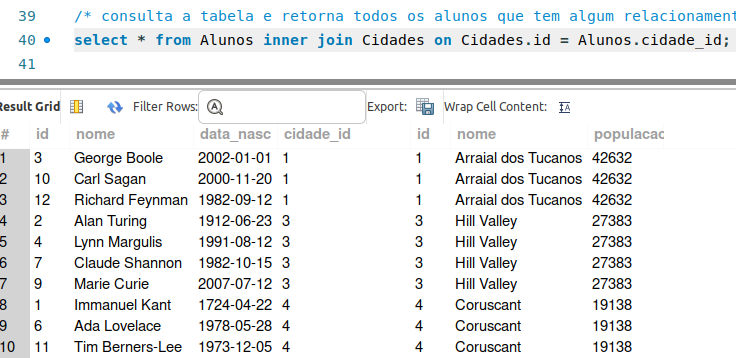 39 /* consulta a tabela e retorna todos os alunos que tem algum relacionament
40 select * from Alunos inner join Cidades on Cidades.id = Alunos.cidade_id;
41
Result Grid Filter Rows: Export: Wrap Cell Content: IA
# id nome data_nasc cidade_id id nome populacac
1 3 George Boole 2002-01-01 1 1 Arraial dos Tucanos 42632
2 10 Carl Sagan 2000-11-20 1 1 Arraial dos Tucanos 42632
3 12 Richard Feynman 1982-09-12 1 1 Arraial dos Tucanos 42632
4 2 Alan Turing 1912-06-23 3 3 Hill Valley 27383
5 4 Lynn Margulis 1991-08-12 3 3 Hill Valley 27383
6 7 Claude Shannon 1982-10-15 3 3 Hill Valley 27383
7 9 Marie Curie 2007-07-12 3 3 Hill Valley 27383
8 1 Immanuel Kant 1724-04-22 4 4 Coruscant 19138
9 6 Ada Lovelace 1978-05-28 4 4 Coruscant 19138
10 11 Tim Berners-Lee 1973-12-05 4 4 Coruscant 19138